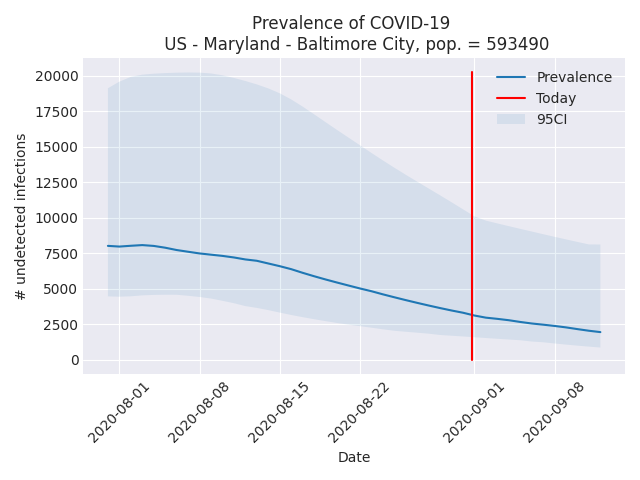 Prevalence of COVID-19
US - Maryland - Baltimore City, pop. = 593490
# undetected infections
20000
17500
15000
12500
10000
7500
5000
2500
0
Prevalence
Today
95CI
2020-08-01
2020-08-08
2020-08-15
2020-08-22
2020-09-01
2020-09-08
Date